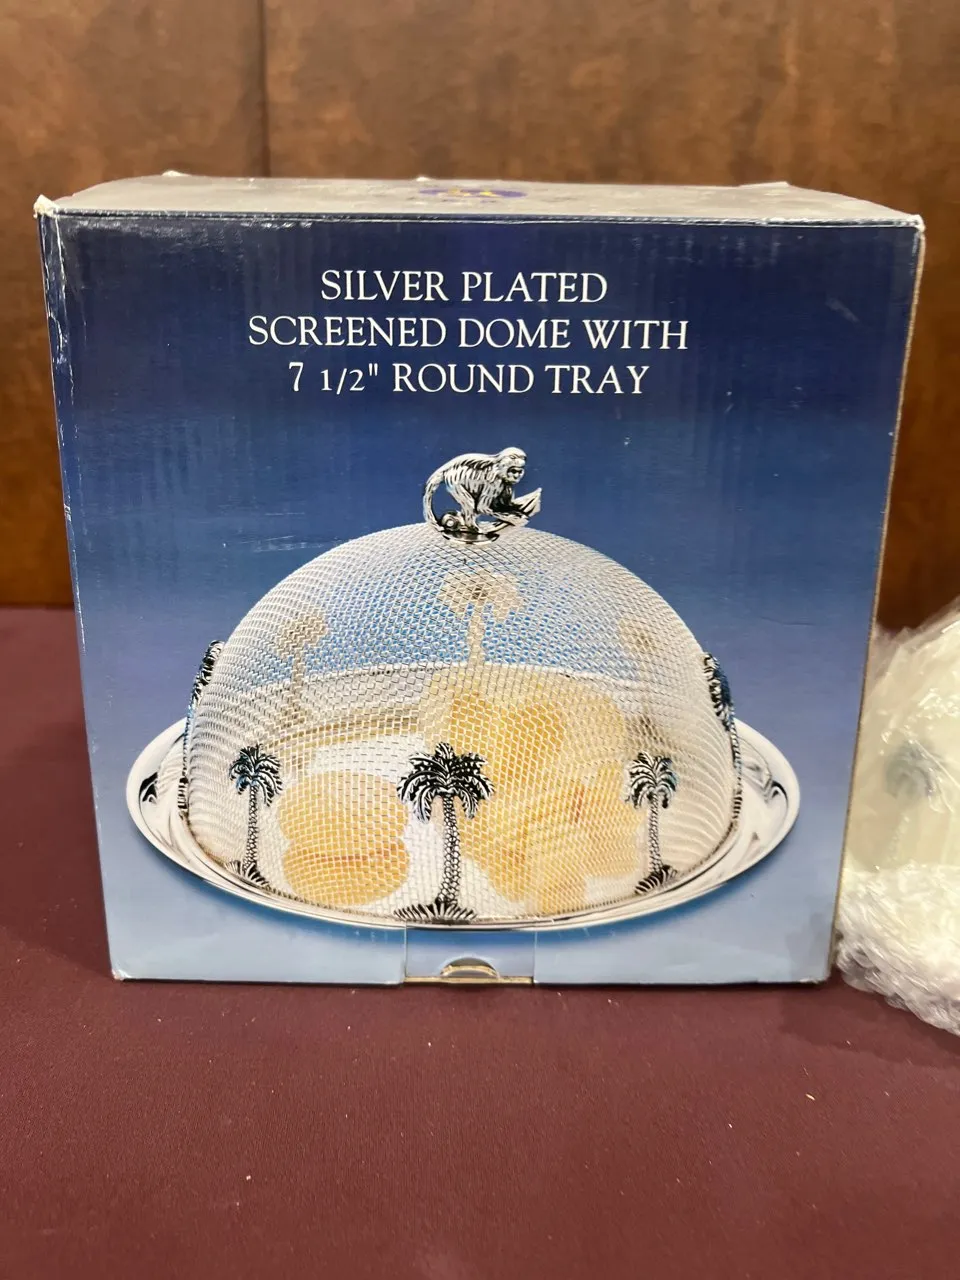 SILVER PLATED
SCREENED DOME WITH
7 1/2" ROUND TRAY